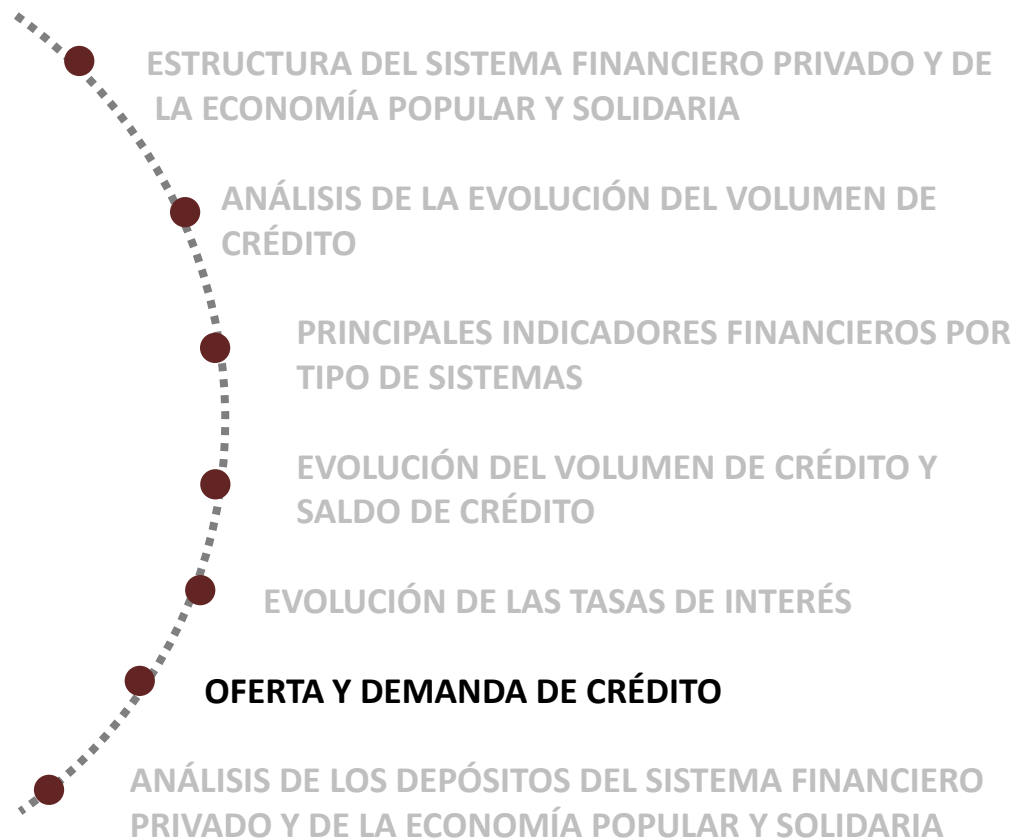 ESTRUCTURA DEL SISTEMA FINANCIERO PRIVADO Y DE
LA ECONOMÍA POPULAR Y SOLIDARIA
ANÁLISIS DE LA EVOLUCIÓN DEL VOLUMEN DE
CRÉDITO
PRINCIPALES INDICADORES FINANCIEROS POR
TIPO DE SISTEMAS
EVOLUCIÓN DEL VOLUMEN DE CRÉDITO Y
SALDO DE CRÉDITO
EVOLUCIÓN DE LAS TASAS DE INTERÉS
OFERTA Y DEMANDA DE CRÉDITO
ANÁLISIS DE LOS DEPÓSITOS DEL SISTEMA FINANCIERO
PRIVADO Y DE LA ECONOMÍA POPULAR Y SOLIDARIA